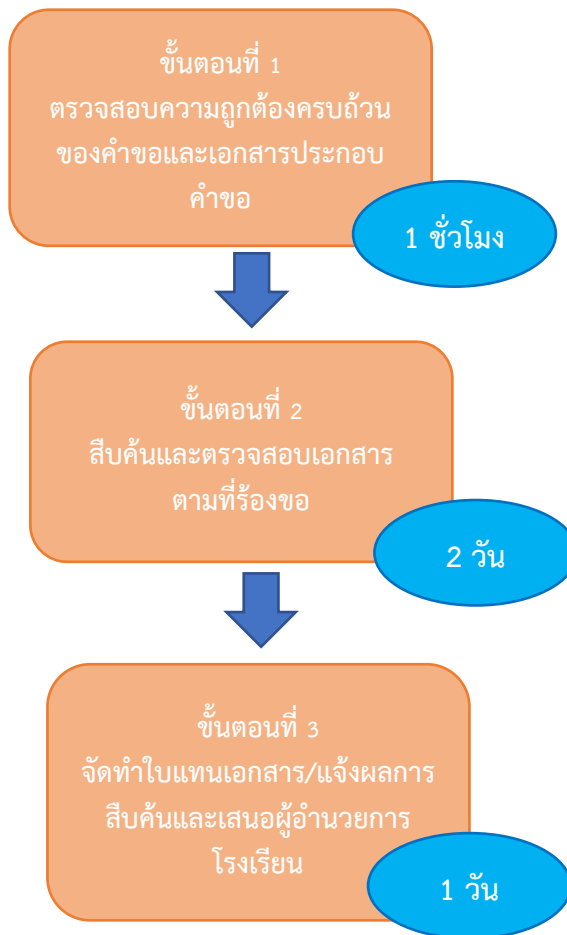 ขั้นตอนที่ 1
ตรวจสอบความถูกต้องครบถ้วน
ของคำขอและเอกสารประกอบ
คำขอ
1 ชั่วโมง
ขั้นตอนที่ 2
สืบค้นและตรวจสอบเอกสาร
ตามที่ร้องขอ
2 วัน
ขั้นตอนที่ 3
จัดทำใบแทนเอกสาร/แจ้งผลการ
สืบค้นและเสนอผู้อำนวยการ
โรงเรียน
1 วัน